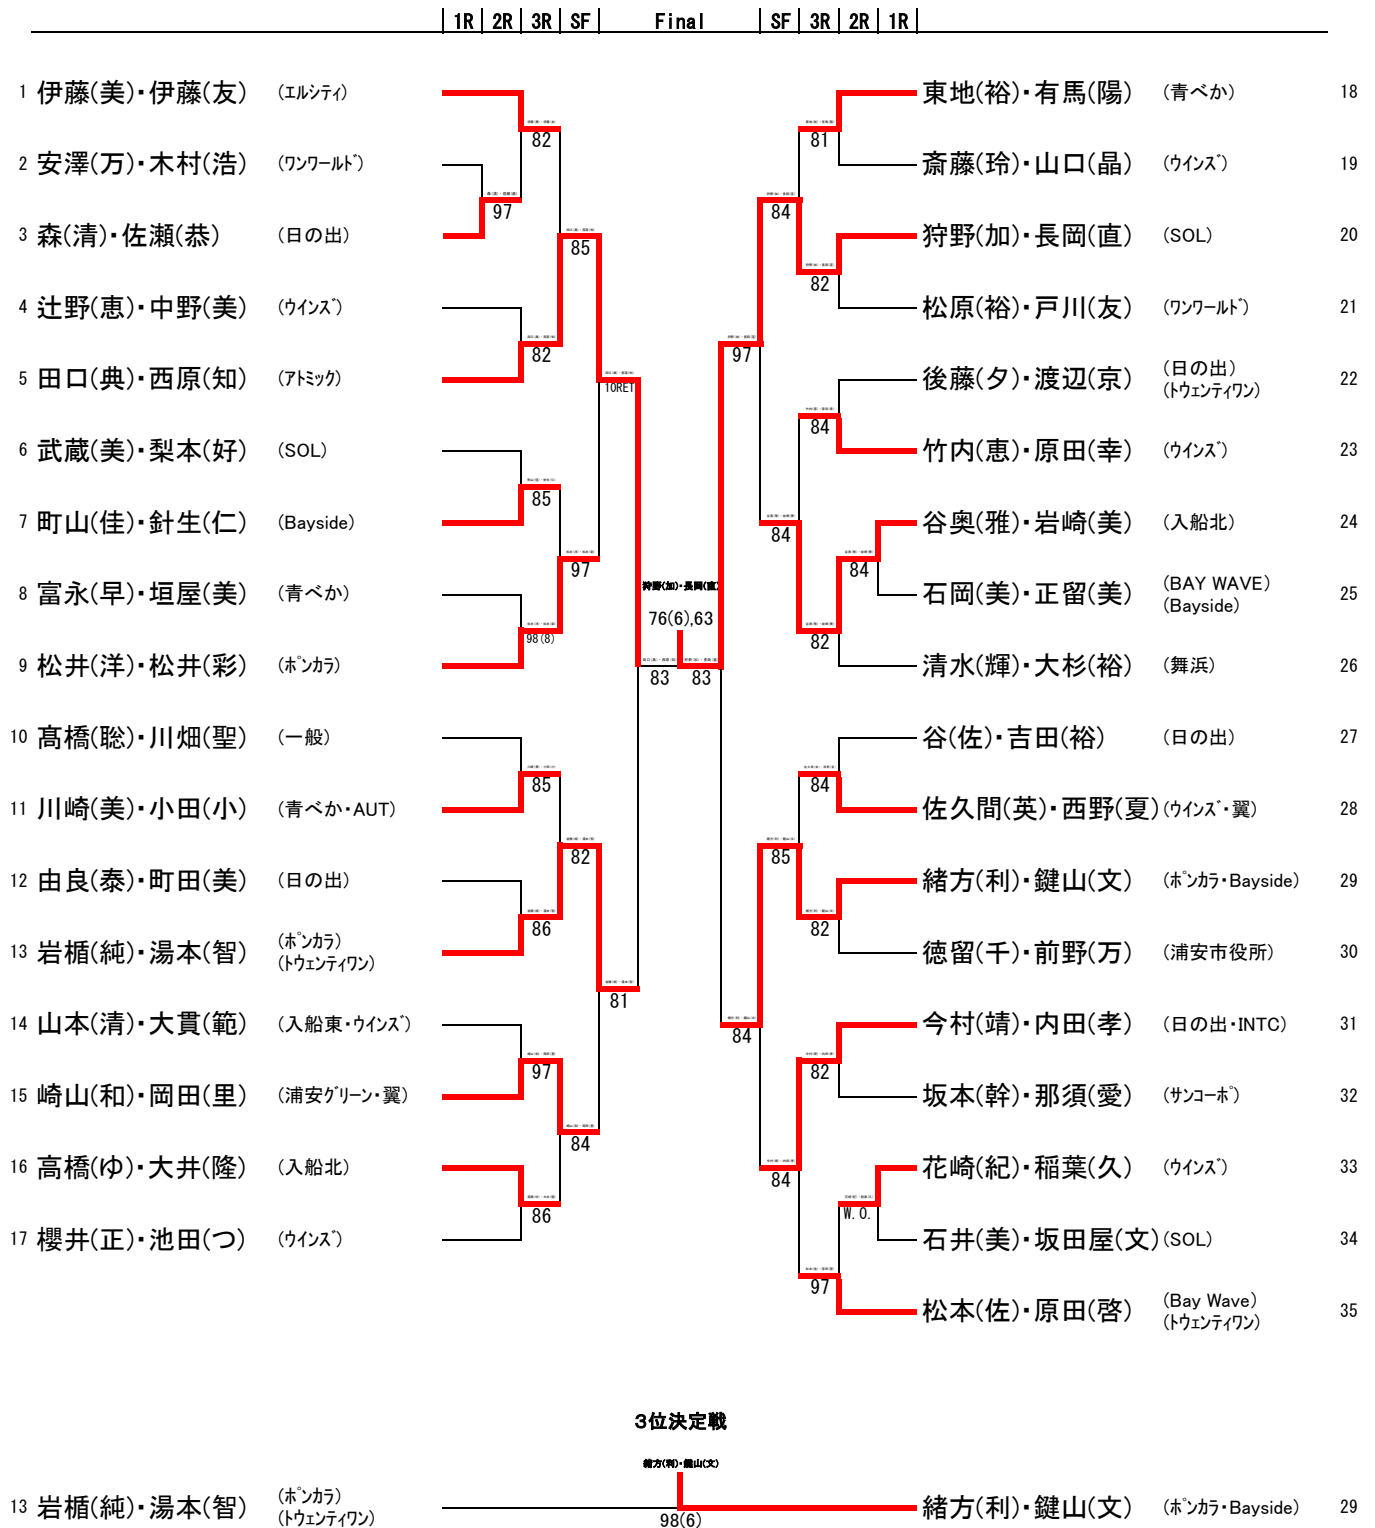 1R 2R 3R SF Final SF 3R 2R 1R
1 伊藤(美)・伊藤(友) (エルシティ)
82
2 安澤(万)・木村(浩) (ワンワールド)
97
3 森(清)・佐瀬(恭) (日の出)
85
4 辻野(恵)・中野(美) (ウインズ)
82
5 田口(典)・西原(知) (アトミック)
10RET
6 武蔵(美)・梨本(好) (SOL)
85
7 町山(佳)・針生(仁) (Bayside)
97
8 富永(早)・垣屋(美) (青べか)
98(8)
9 松井(洋)・松井(彩) (ポンカラ)
10 髙橋(聡)・川畑(聖) (一般)
85
11 川崎(美)・小田(小) (青べか・AUT)
82
12 由良(泰)・町田(美) (日の出)
86
13 岩楯(純)・湯本(智) (ポンカラ)
(トウェンティワン)
81
14 山本(清)・大貫(範) (入船東・ウインズ)
97
15 崎山(和)・岡田(里) (浦安グリーン・翼)
84
16 高橋(ゆ)・大井(隆) (入船北)
86
17 櫻井(正)・池田(つ) (ウインズ)
狩野(加)・長岡(直)
76(6),63
83 83
東地(裕)・有馬(陽) (青べか) 18
81
斎藤(玲)・山口(晶) (ウインズ) 19
84
狩野(加)・長岡(直) (SOL) 20
82
松原(裕)・戸川(友) (ワンワールド) 21
97
後藤(夕)・渡辺(京) (日の出)
(トウェンティワン) 22
84
竹内(恵)・原田(幸) (ウインズ) 23
谷奥(雅)・岩崎(美) (入船北) 24
84
84
石岡(美)・正留(美) (BAY WAVE)
(Bayside) 25
82
清水(輝)・大杉(裕) (舞浜) 26
谷(佐)・吉田(裕) (日の出) 27
84
佐久間(英)・西野(夏) (ウインズ・翼) 28
85
緒方(利)・鍵山(文) (ポンカラ・Bayside) 29
82
徳留(千)・前野(万) (浦安市役所) 30
84
今村(靖)・内田(孝) (日の出・INTC) 31
82
坂本(幹)・那須(愛) (サンコーポ) 32
84
花崎(紀)・稲葉(久) (ウインズ) 33
W.O.
石井(美)・坂田屋(文) (SOL) 34
97
松本(佐)・原田(啓) (Bay Wave)
(トウェンティワン) 35
3位決定戦
緒方(利)・鍵山(文)
13 岩楯(純)・湯本(智) (ポンカラ)
(トウェンティワン)
98(6)
緒方(利)・鍵山(文) (ポンカラ・Bayside) 29